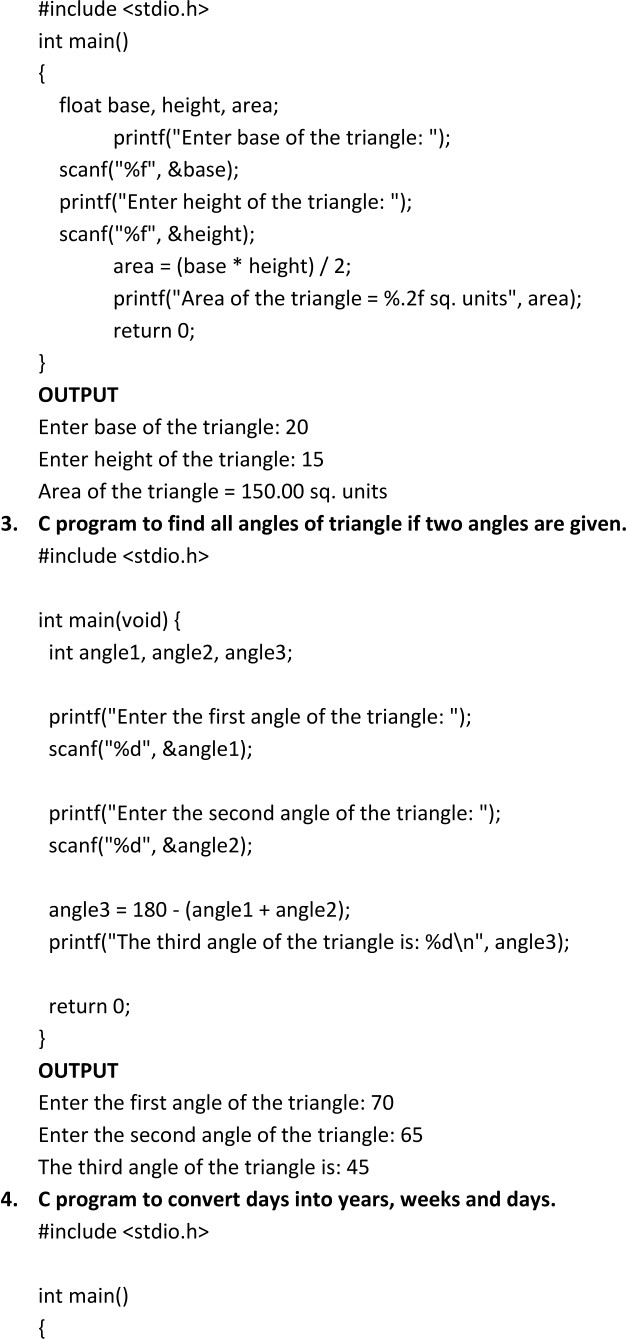 #include <stdio.h>
int main()
{
float base, height, area;
printf("Enter base of the triangle: ");
scanf("%f", &base);
printf("Enter height of the triangle: ");
scanf("%f", &height);
area = (base * height) / 2;
printf("Area of the triangle = %.2f sq. units", area);
return 0;
}
OUTPUT
Enter base of the triangle: 20
Enter height of the triangle: 15
Area of the triangle = 150.00 sq. units
3. C program to find all angles of triangle if two angles are given.
#include <stdio.h>
int main(void) {
int angle1, angle2, angle3;
printf("Enter the first angle of the triangle: ");
scanf("%d", &angle1);
printf("Enter the second angle of the triangle: ");
scanf("%d", &angle2);
angle3 = 180 - (angle1 + angle2);
printf("The third angle of the triangle is: %d\n", angle3);
return 0;
}
OUTPUT
Enter the first angle of the triangle: 70
Enter the second angle of the triangle: 65
The third angle of the triangle is: 45
4. C program to convert days into years, weeks and days.
#include <stdio.h>
int main()
{